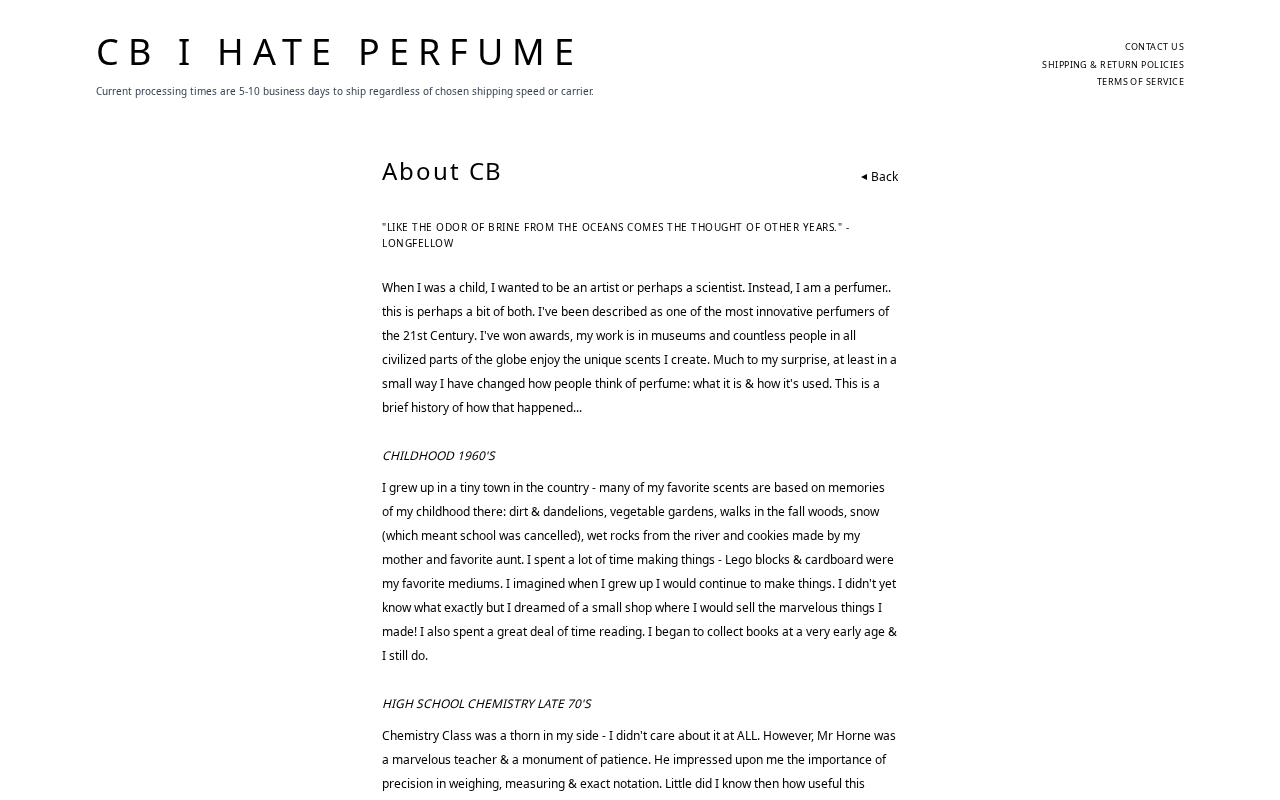 CB I HATE PERFUME
Current processing times are 5-10 business days to ship regardless of chosen shipping speed or carrier.
CONTACT US
SHIPPING & RETURN POLICIES
TERMS OF SERVICE
About CB
◂ Back
"LIKE THE ODOR OF BRINE FROM THE OCEANS COMES THE THOUGHT OF OTHER YEARS." -
LONGFELLOW
When I was a child, I wanted to be an artist or perhaps a scientist. Instead, I am a perfumer..
this is perhaps a bit of both. I've been described as one of the most innovative perfumers of
the 21st Century. I've won awards, my work is in museums and countless people in all
civilized parts of the globe enjoy the unique scents I create. Much to my surprise, at least in a
small way I have changed how people think of perfume: what it is & how it's used. This is a
brief history of how that happened...
CHILDHOOD 1960'S
I grew up in a tiny town in the country - many of my favorite scents are based on memories
of my childhood there: dirt & dandelions, vegetable gardens, walks in the fall woods, snow
(which meant school was cancelled), wet rocks from the river and cookies made by my
mother and favorite aunt. I spent a lot of time making things - Lego blocks & cardboard were
my favorite mediums. I imagined when I grew up I would continue to make things. I didn't yet
know what exactly but I dreamed of a small shop where I would sell the marvelous things I
made! I also spent a great deal of time reading. I began to collect books at a very early age &
I still do.
HIGH SCHOOL CHEMISTRY LATE 70'S
Chemistry Class was a thorn in my side - I didn't care about it at ALL. However, Mr Horne was
a marvelous teacher & a monument of patience. He impressed upon me the importance of
precision in weighing, measuring & exact notation. Little did I know then how useful this